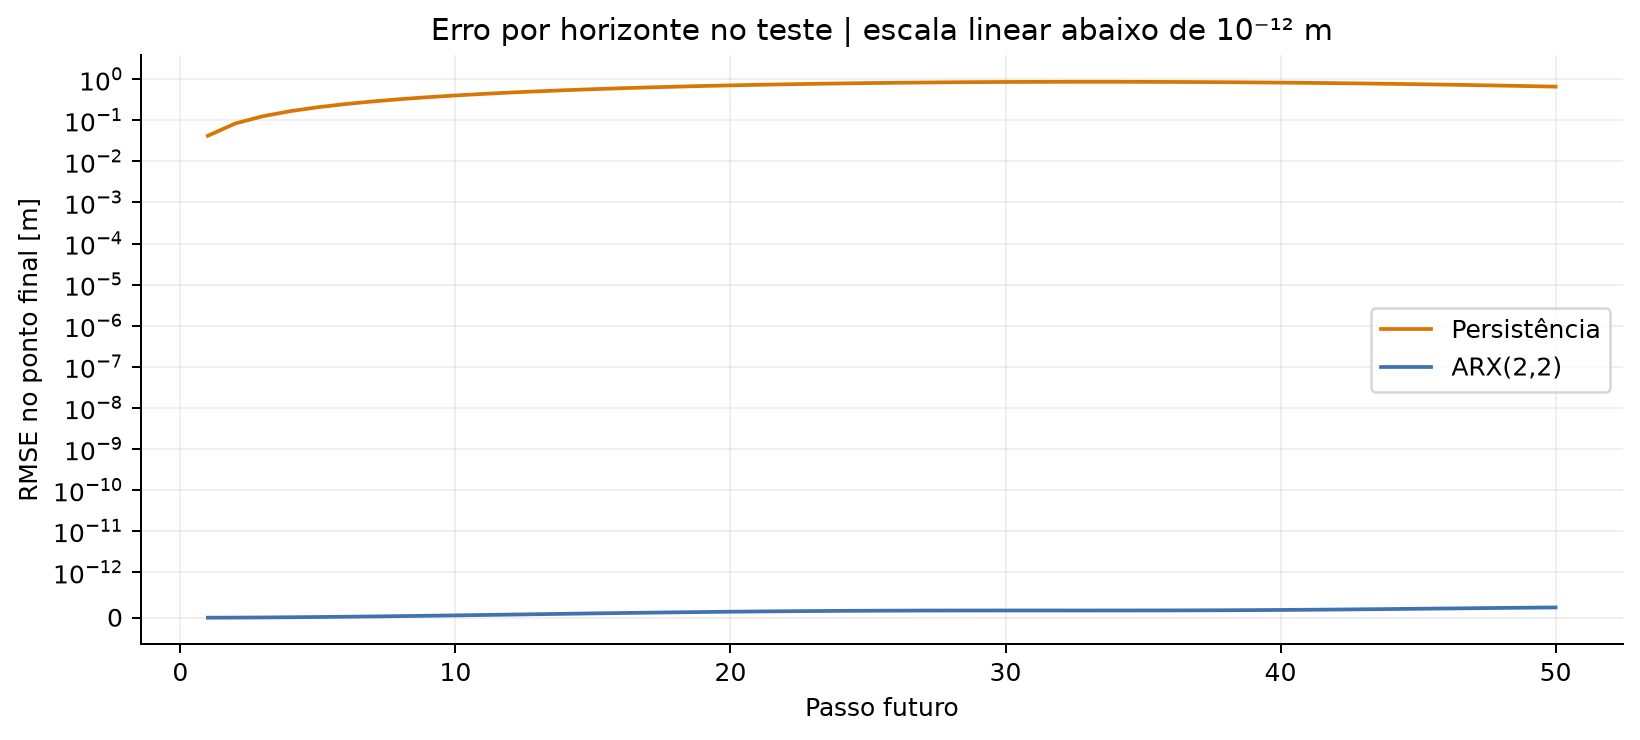 Erro por horizonte no teste | escala linear abaixo de 10⁻¹² m
RMSE no ponto final [m]
10⁰
10⁻¹
10⁻²
10⁻³
10⁻⁴
10⁻⁵
10⁻⁶
10⁻⁷
10⁻⁸
10⁻⁹
10⁻¹⁰
10⁻¹¹
10⁻¹²
0
Persistência
ARX(2,2)
0 10 20 30 40 50
Passo futuro